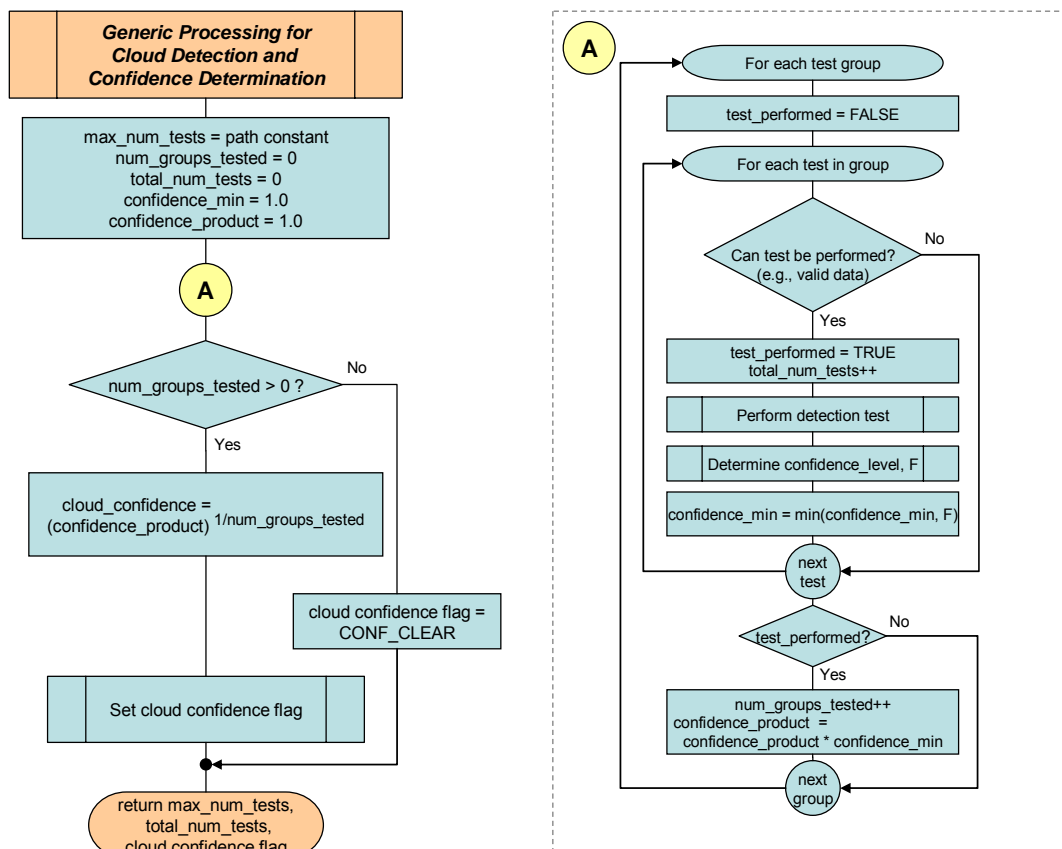 Generic Processing for
Cloud Detection and
Confidence Determination
max_num_tests = path constant
num_groups_tested = 0
total_num_tests = 0
confidence_min = 1.0
confidence_product = 1.0
A
num_groups_tested > 0 ?
No
Yes
cloud_confidence =
(confidence_product) 1/num_groups_tested
cloud confidence flag =
CONF_CLEAR
Set cloud confidence flag
return max_num_tests,
total_num_tests,
cloud confidence flag
A
For each test group
test_performed = FALSE
For each test in group
Can test be performed?
(e.g., valid data)
No
Yes
test_performed = TRUE
total_num_tests++
Perform detection test
Determine confidence_level, F
confidence_min = min(confidence_min, F)
next
test
test_performed?
No
Yes
num_groups_tested++
confidence_product =
confidence_product * confidence_min
next
group